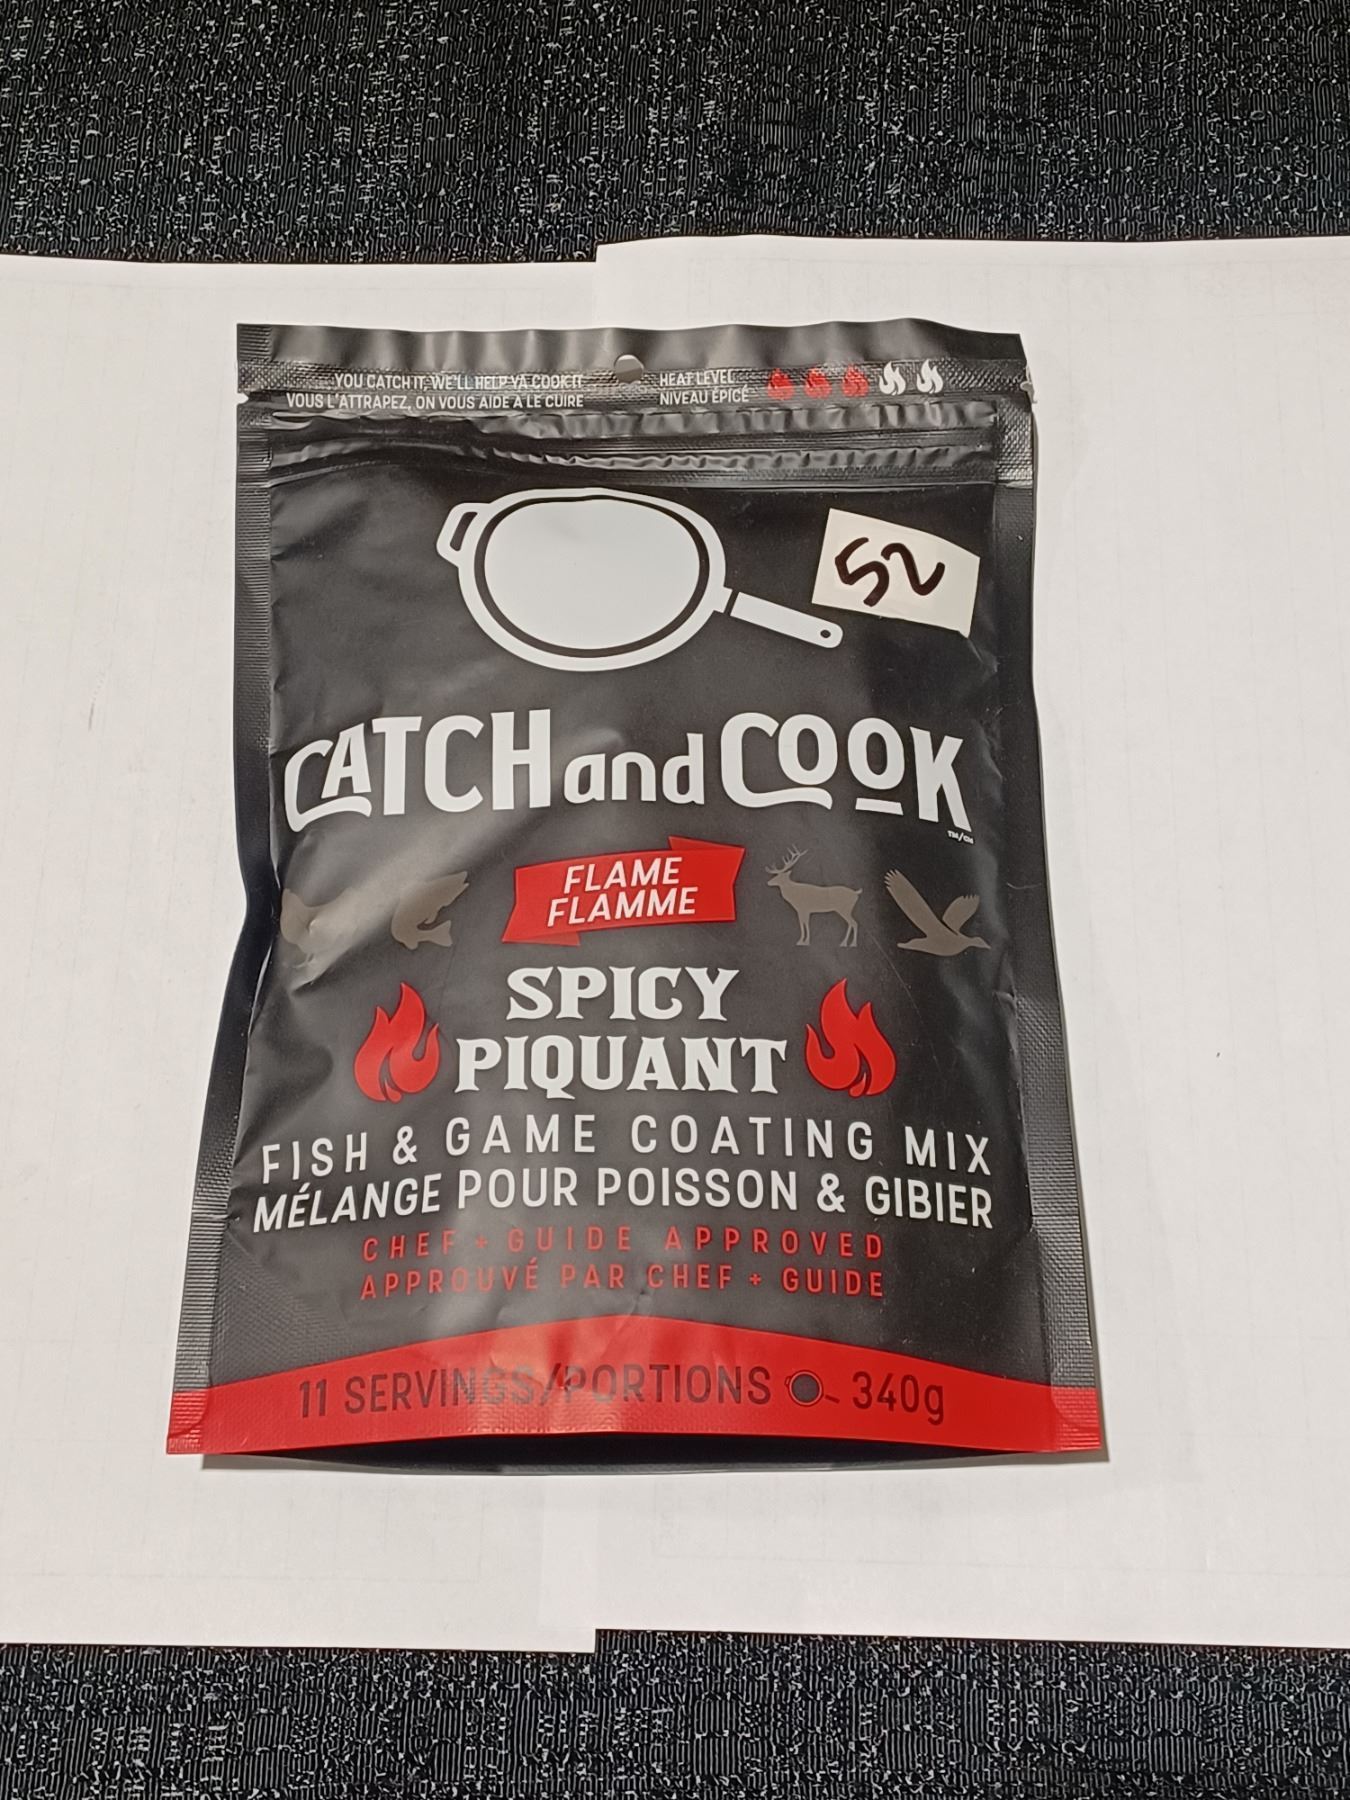 YOU CATCH IT, WE'LL HELP YA COOK IT
VOUS L'ATTRAPEZ, ON VOUS AIDE À LE CUIRE
HEAT LEVEL
NIVEAU ÉPICÉ
52
CATCH and COOK
TM/CM
FLAME
FLAMME
SPICY
PIQUANT
FISH & GAME COATING MIX
MÉLANGE POUR POISSON & GIBIER
CHEF + GUIDE APPROVED
APPROUVÉ PAR CHEF + GUIDE
11 SERVINGS/PORTIONS 340g